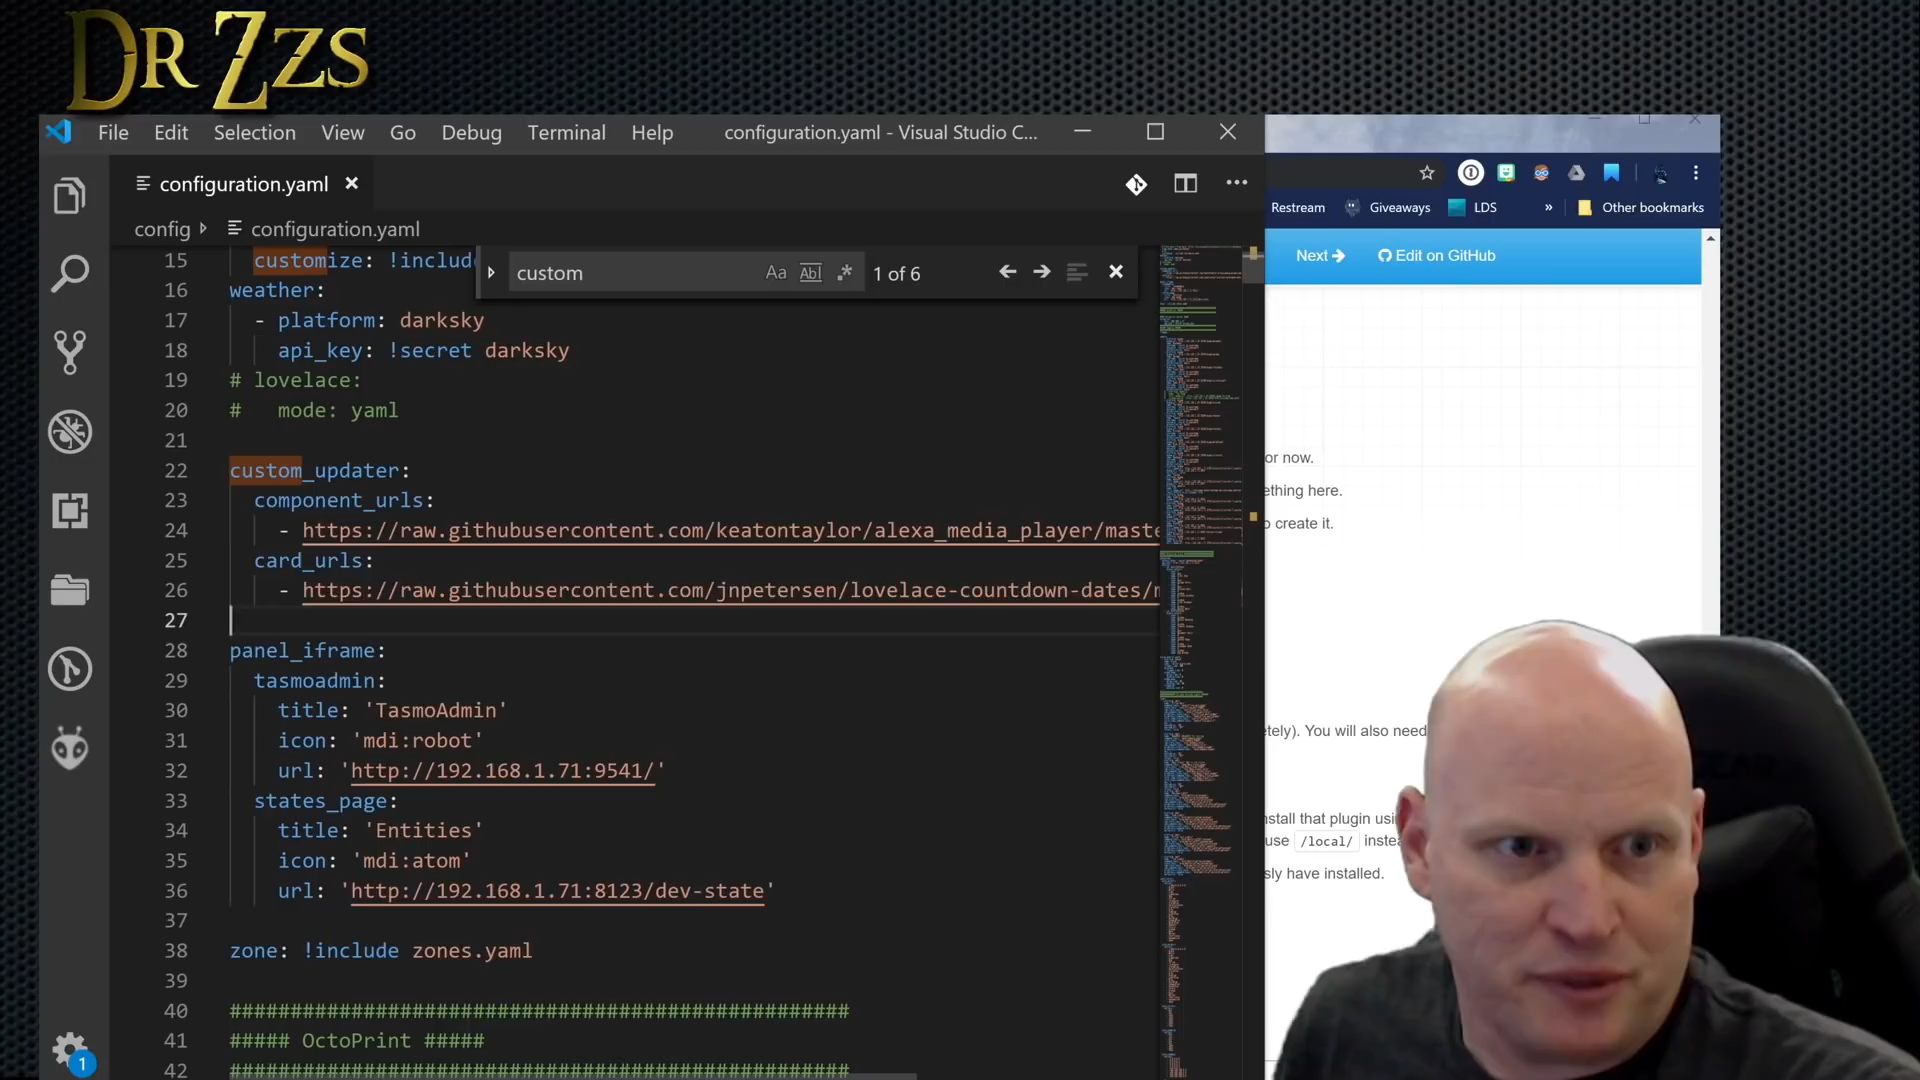 DR ZZS
File Edit Selection View Go Debug Terminal Help configuration.yaml - Visual Studio C...
configuration.yaml
config configuration.yaml
custom Aa Abl .* 1 of 6
15 customize: !include
16 weather:
17 - platform: darksky
18 api_key: !secret darksky
19 # lovelace:
20 # mode: yaml
21
22 custom_updater:
23 component_urls:
24 - https://raw.githubusercontent.com/keatontaylor/alexa_media_player/maste
25 card_urls:
26 - https://raw.githubusercontent.com/jnpetersen/lovelace-countdown-dates/
27
28 panel_iframe:
29 tasmoadmin:
30 title: 'TasmoAdmin'
31 icon: 'mdi:robot'
32 url: 'http://192.168.1.71:9541/'
33 states_page:
34 title: 'Entities'
35 icon: 'mdi:atom'
36 url: 'http://192.168.1.71:8123/dev-state'
37
38 zone: !include zones.yaml
39
40 ###################################################
41 ##### OctoPrint #####
42 ###################################################
1
Restream Giveaways LDS » Other bookmarks
Next Edit on GitHub
or now.
ething here.
o create it.
etely). You will also need
nstall that plugin usin
use /local/ instea
sly have installed.